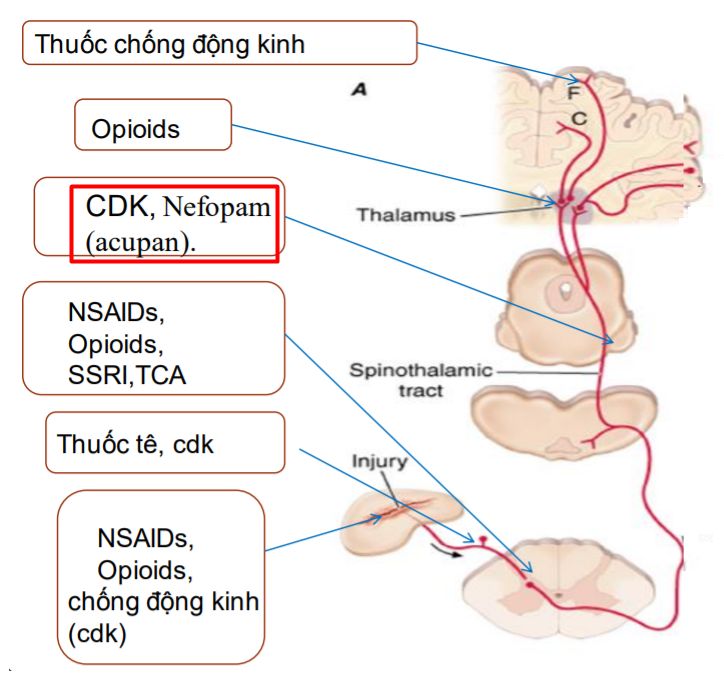 Thuốc chống động kinh
A
F
C
Opioids
CDK, Nefopam
(acupan).
Thalamus
NSAIDs,
Opioids,
SSRI,TCA
Spinothalamic
tract
Thuốc tê, cdk
Injury
NSAIDs,
Opioids,
chống động kinh
(cdk)